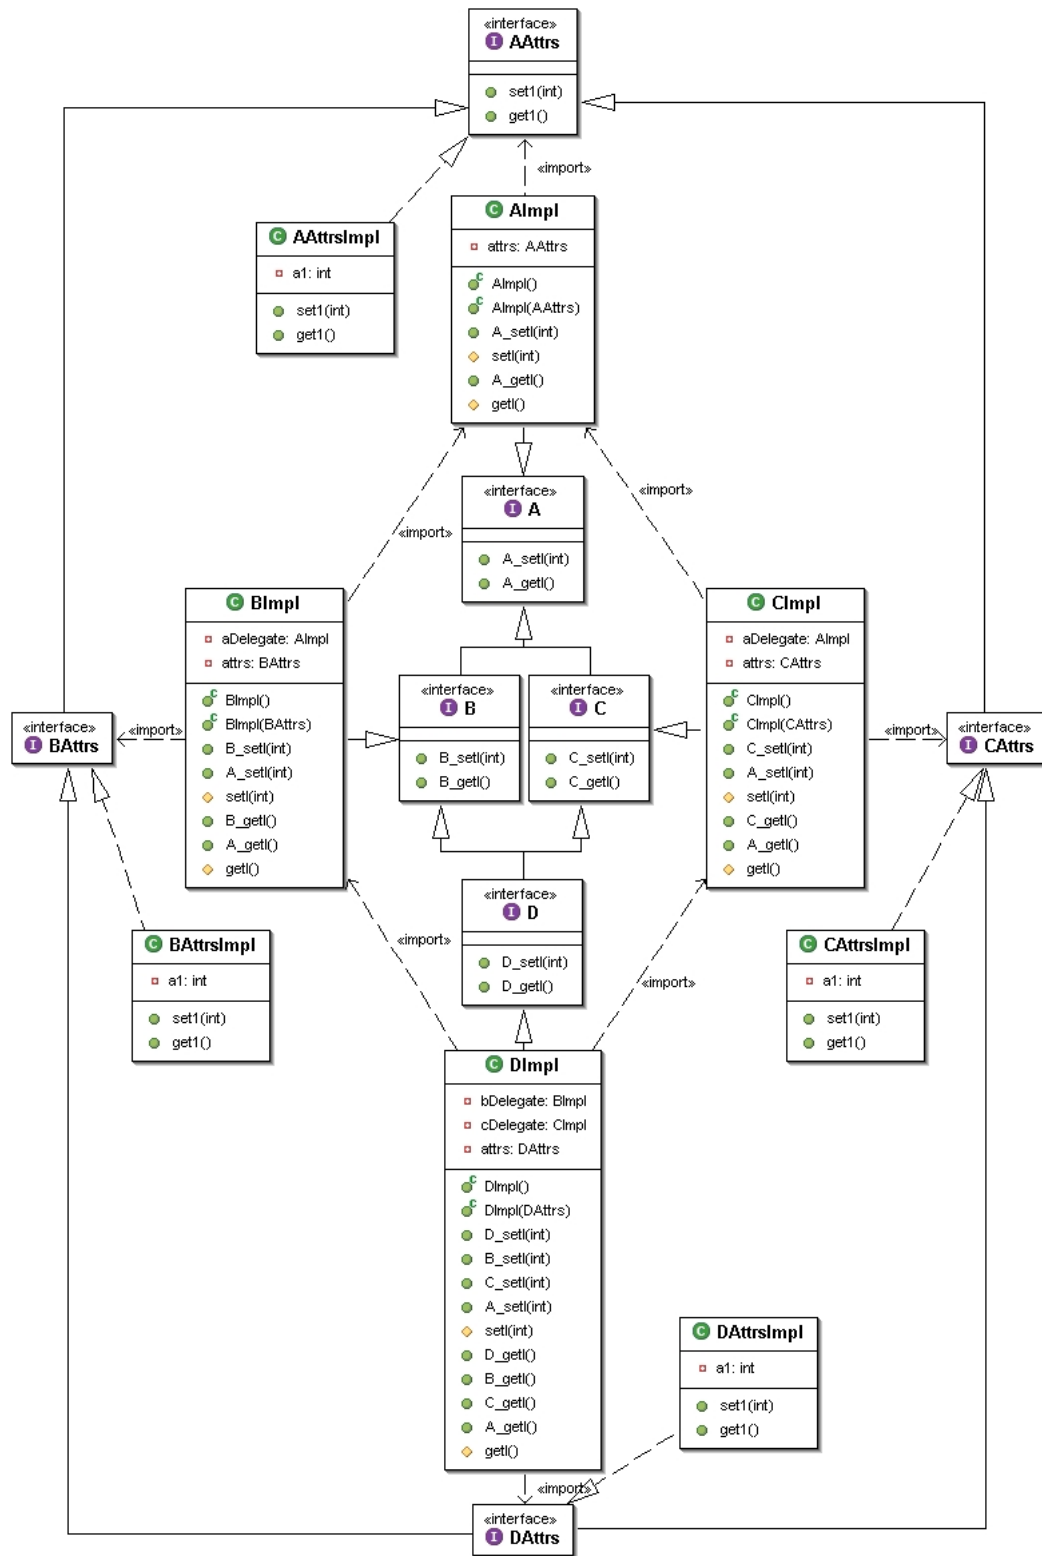 «interface»
I AAttrs
set1(int)
get1()
«import»
C AAttrsImpl
a1: int
set1(int)
get1()
C AImpl
attrs: AAttrs
AImpl()
AImpl(AAttrs)
A_setI(int)
setI(int)
A_getI()
getI()
«import»
«import»
«interface»
I A
A_setI(int)
A_getI()
C BImpl
aDelegate: AImpl
attrs: BAttrs
BImpl()
BImpl(BAttrs)
B_setI(int)
A_setI(int)
setI(int)
B_getI()
A_getI()
getI()
«interface»
I B
B_setI(int)
B_getI()
«interface»
I C
C_setI(int)
C_getI()
C CImpl
aDelegate: AImpl
attrs: CAttrs
CImpl()
CImpl(CAttrs)
C_setI(int)
A_setI(int)
setI(int)
C_getI()
A_getI()
getI()
«interface»
I BAttrs
«import»
«import»
«interface»
I CAttrs
«interface»
I D
D_setI(int)
D_getI()
«import»
«import»
C BAttrsImpl
a1: int
set1(int)
get1()
C CAttrsImpl
a1: int
set1(int)
get1()
C DImpl
bDelegate: BImpl
cDelegate: CImpl
attrs: DAttrs
DImpl()
DImpl(DAttrs)
D_setI(int)
B_setI(int)
C_setI(int)
A_setI(int)
setI(int)
D_getI()
B_getI()
C_getI()
A_getI()
getI()
C DAttrsImpl
a1: int
set1(int)
get1()
«import»
«interface»
I DAttrs